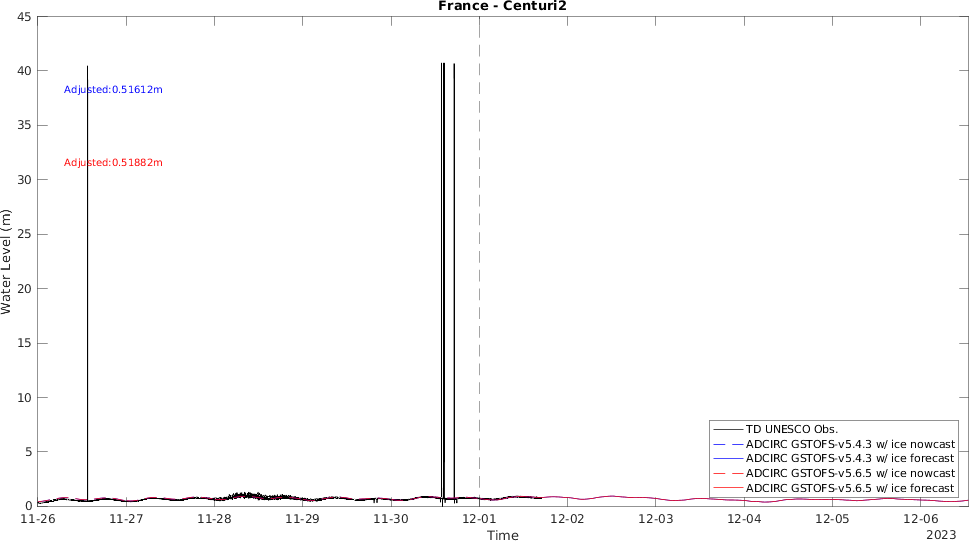 France - Centuri2
45
40
35
30
25
20
15
10
5
0
Water Level (m)
Adjusted:0.51612m
Adjusted:0.51882m
TD UNESCO Obs.
ADCIRC GSTOFS-v5.4.3 w/ ice nowcast
ADCIRC GSTOFS-v5.4.3 w/ ice forecast
ADCIRC GSTOFS-v5.6.5 w/ ice nowcast
ADCIRC GSTOFS-v5.6.5 w/ ice forecast
11-26 11-27 11-28 11-29 11-30 12-01 12-02 12-03 12-04 12-05 12-06
Time
2023